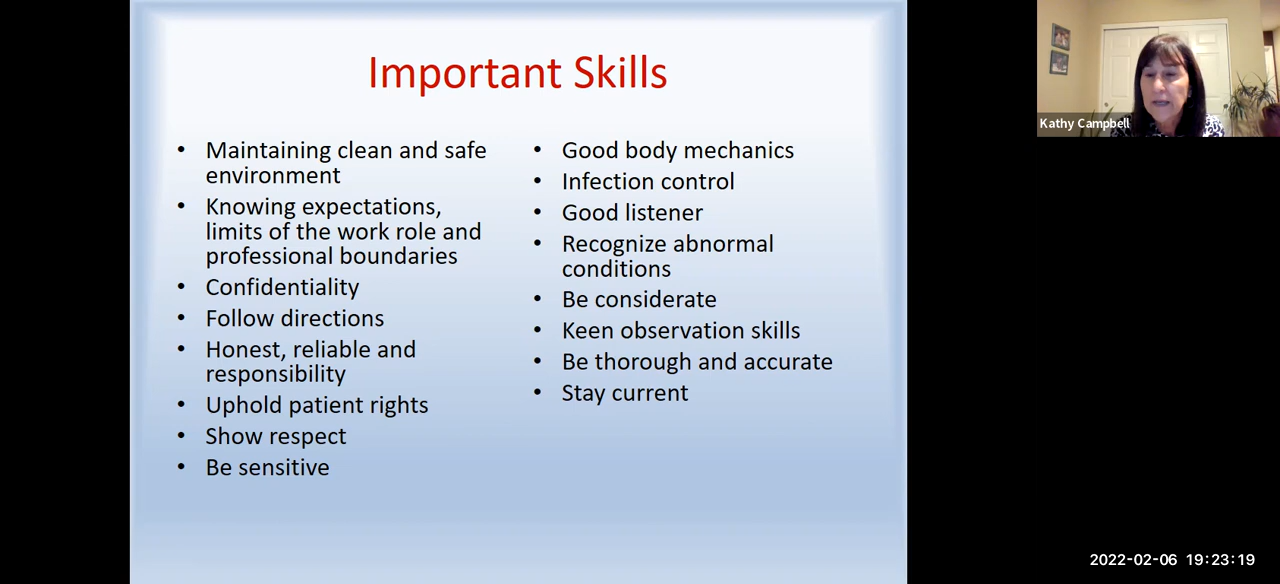 Important Skills
• Maintaining clean and safe
environment
• Knowing expectations,
limits of the work role and
professional boundaries
• Confidentiality
• Follow directions
• Honest, reliable and
responsibility
• Uphold patient rights
• Show respect
• Be sensitive
• Good body mechanics
• Infection control
• Good listener
• Recognize abnormal
conditions
• Be considerate
• Keen observation skills
• Be thorough and accurate
• Stay current
Kathy Campbell
2022-02-06 19:23:19